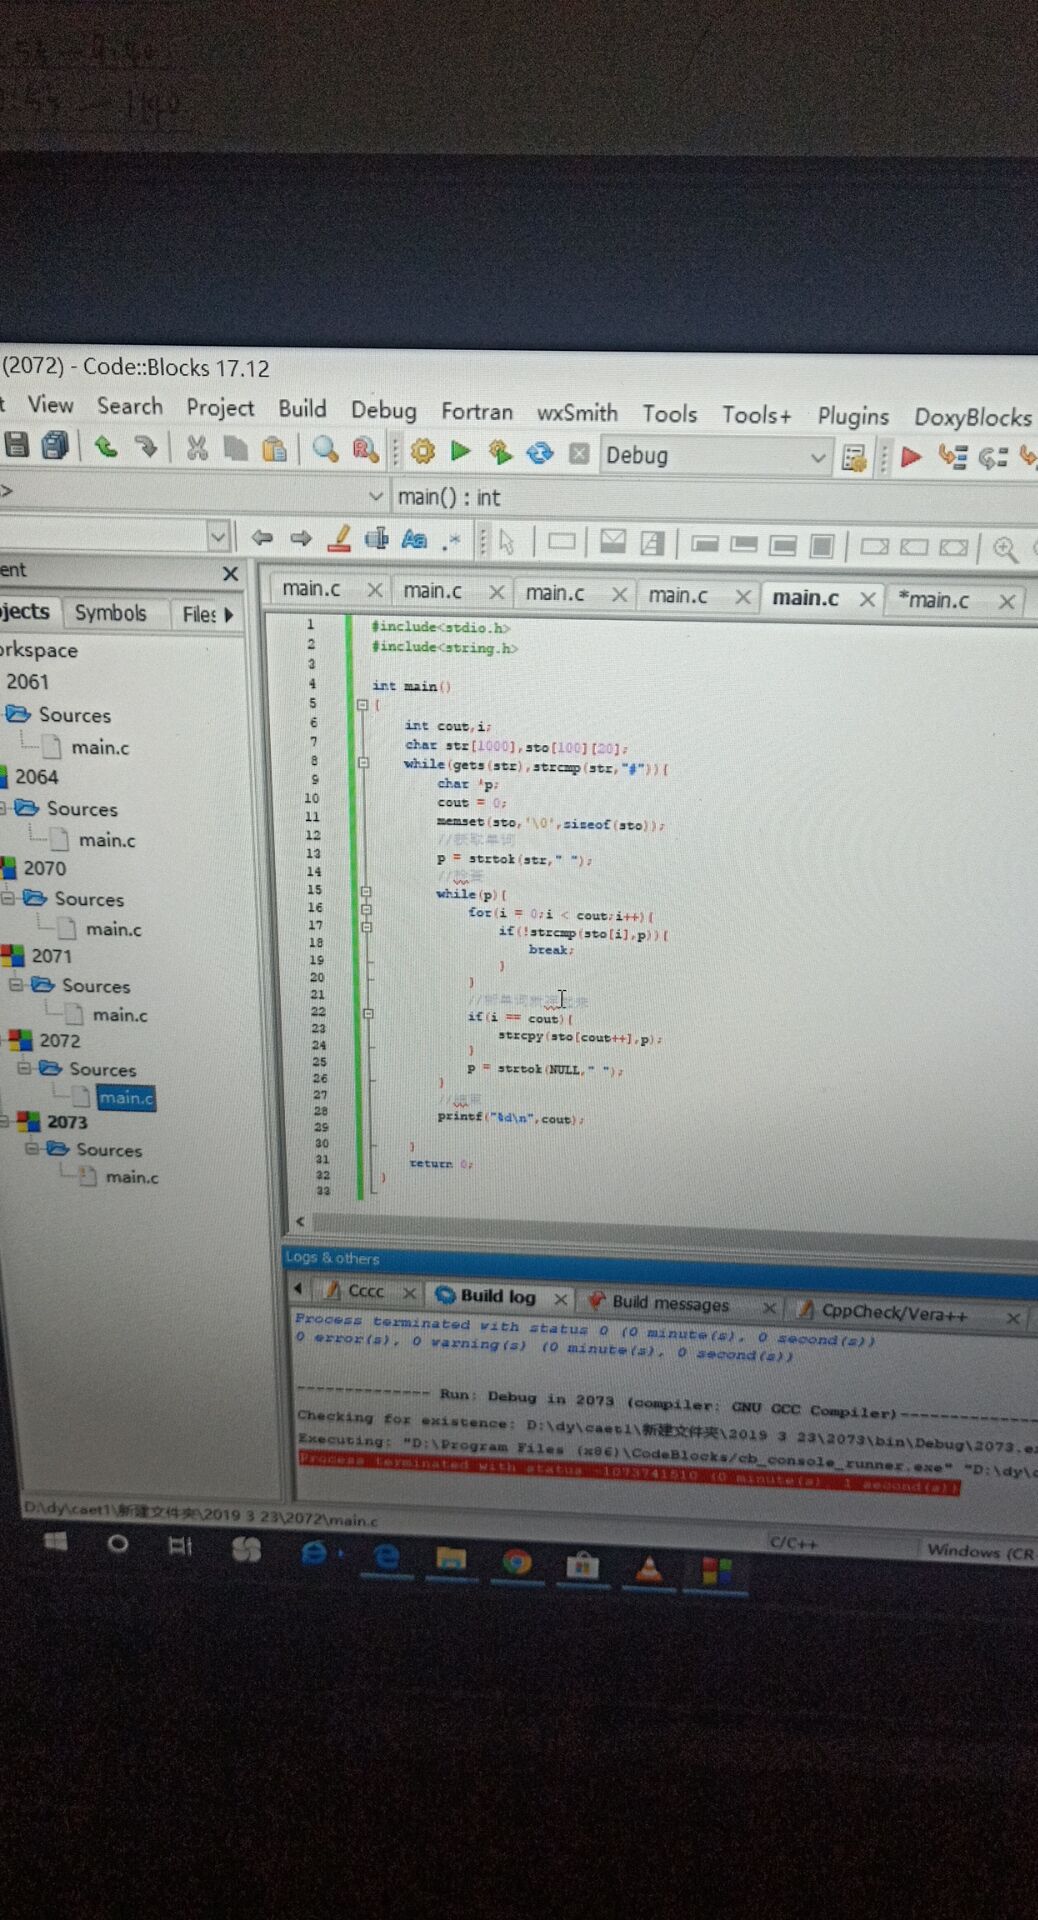 (2072) - Code::Blocks 17.12
t View Search Project Build Debug Fortran wxSmith Tools Tools+ Plugins DoxyBlocks
Debug
> main() : int
ent
jects Symbols Files
main.c main.c main.c main.c main.c *main.c
orkspace
2061
Sources
main.c
2064
Sources
main.c
2070
Sources
main.c
2071
Sources
main.c
2072
Sources
main.c
2073
Sources
main.c
1 #include<stdio.h>
2 #include<string.h>
3
4 int main()
5 {
6 int cout,i;
7 char str[1000],sto[100][20];
8 while(gets(str),strcmp(str,"#")){
9 char *p;
10 cout = 0;
11 memset(sto,'\0',sizeof(sto));
12 //获取单词
13 p = strtok(str," ");
14 //
15 while(p){
16 for(i = 0;i < cout;i++){
17 if(!strcmp(sto[i],p)){
18 break;
19 }
20 }
21 //
22 if(i == cout){
23 strcpy(sto[cout++],p);
24 }
25 p = strtok(NULL," ");
26 }
27 //
28 printf("%d\n",cout);
29
30 }
31 return 0;
32 }
33
Logs & others
Cccc Build log Build messages CppCheck/Vera++
Process terminated with status 0 (0 minute(s), 0 second(s))
0 error(s), 0 warning(s) (0 minute(s), 0 second(s))
-------------- Run: Debug in 2073 (compiler: GNU GCC Compiler)---------------
Checking for existence: D:\dy\caet1\新建文件夹\2019 3 23\2073\bin\Debug\2073.ex
Executing: "D:\Program Files (x86)\CodeBlocks/cb_console_runner.exe" "D:\dy\c
Process terminated with status -1073741510 (0 minute(s), 1 second(s))
D:\dy\caet1\新建文件夹\2019 3 23\2072\main.c
C/C++ Windows (CR